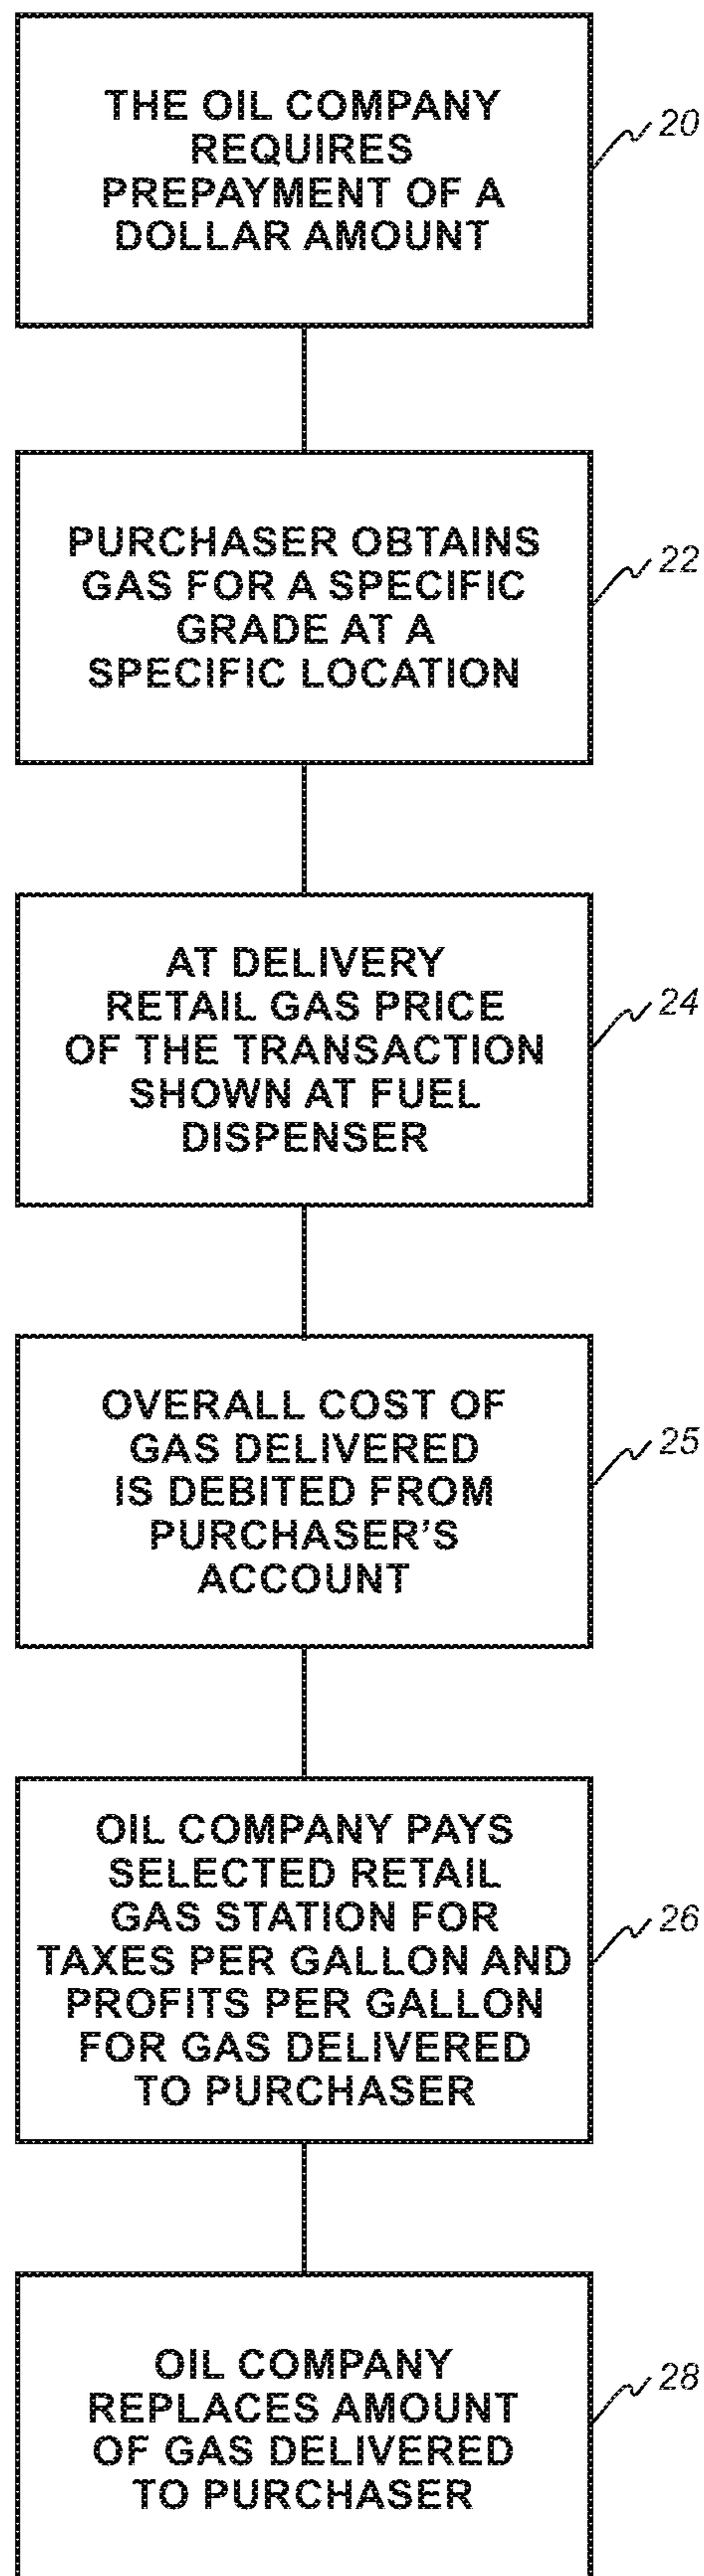 THE OIL COMPANY
REQUIRES
PREPAYMENT OF A
DOLLAR AMOUNT
20
PURCHASER OBTAINS
GAS FOR A SPECIFIC
GRADE AT A
SPECIFIC LOCATION
22
AT DELIVERY
RETAIL GAS PRICE
OF THE TRANSACTION
SHOWN AT FUEL
DISPENSER
24
OVERALL COST OF
GAS DELIVERED
IS DEBITED FROM
PURCHASER’S
ACCOUNT
25
OIL COMPANY PAYS
SELECTED RETAIL
GAS STATION FOR
TAXES PER GALLON AND
PROFITS PER GALLON
FOR GAS DELIVERED
TO PURCHASER
26
OIL COMPANY
REPLACES AMOUNT
OF GAS DELIVERED
TO PURCHASER
28